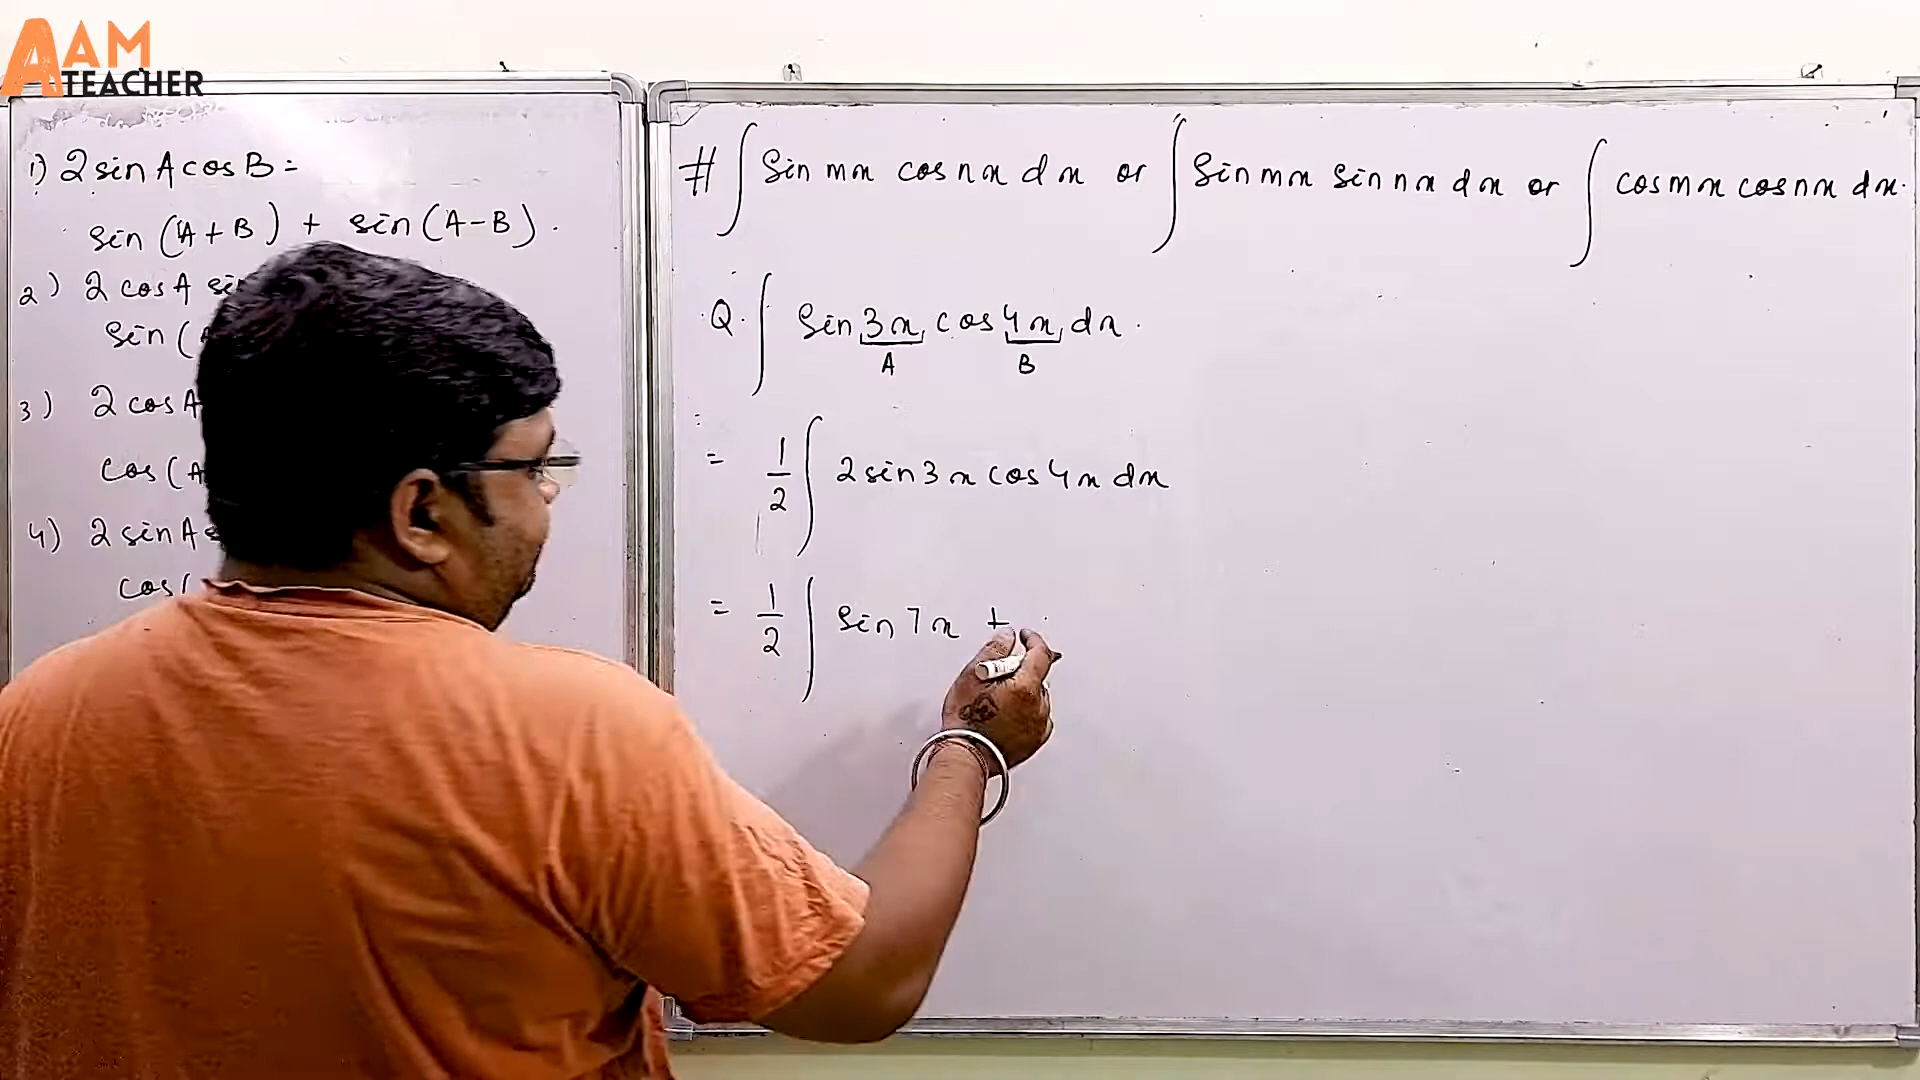 AAM
TEACHER
1) 2 sin A cos B =
sin (A + B) + sin (A - B).
2) 2 cos A
sin (
3) 2 cos A
cos (A
4) 2 sin A
cos (
# ∫ sin mx cos nx dx or ∫ sin mx sin nx dx or ∫ cos mx cos nx dx.
Q. ∫ sin 3x cos 4x dx.
A B
= 1/2 ∫ 2 sin 3x cos 4x dx
= 1/2 ∫ sin 7x +